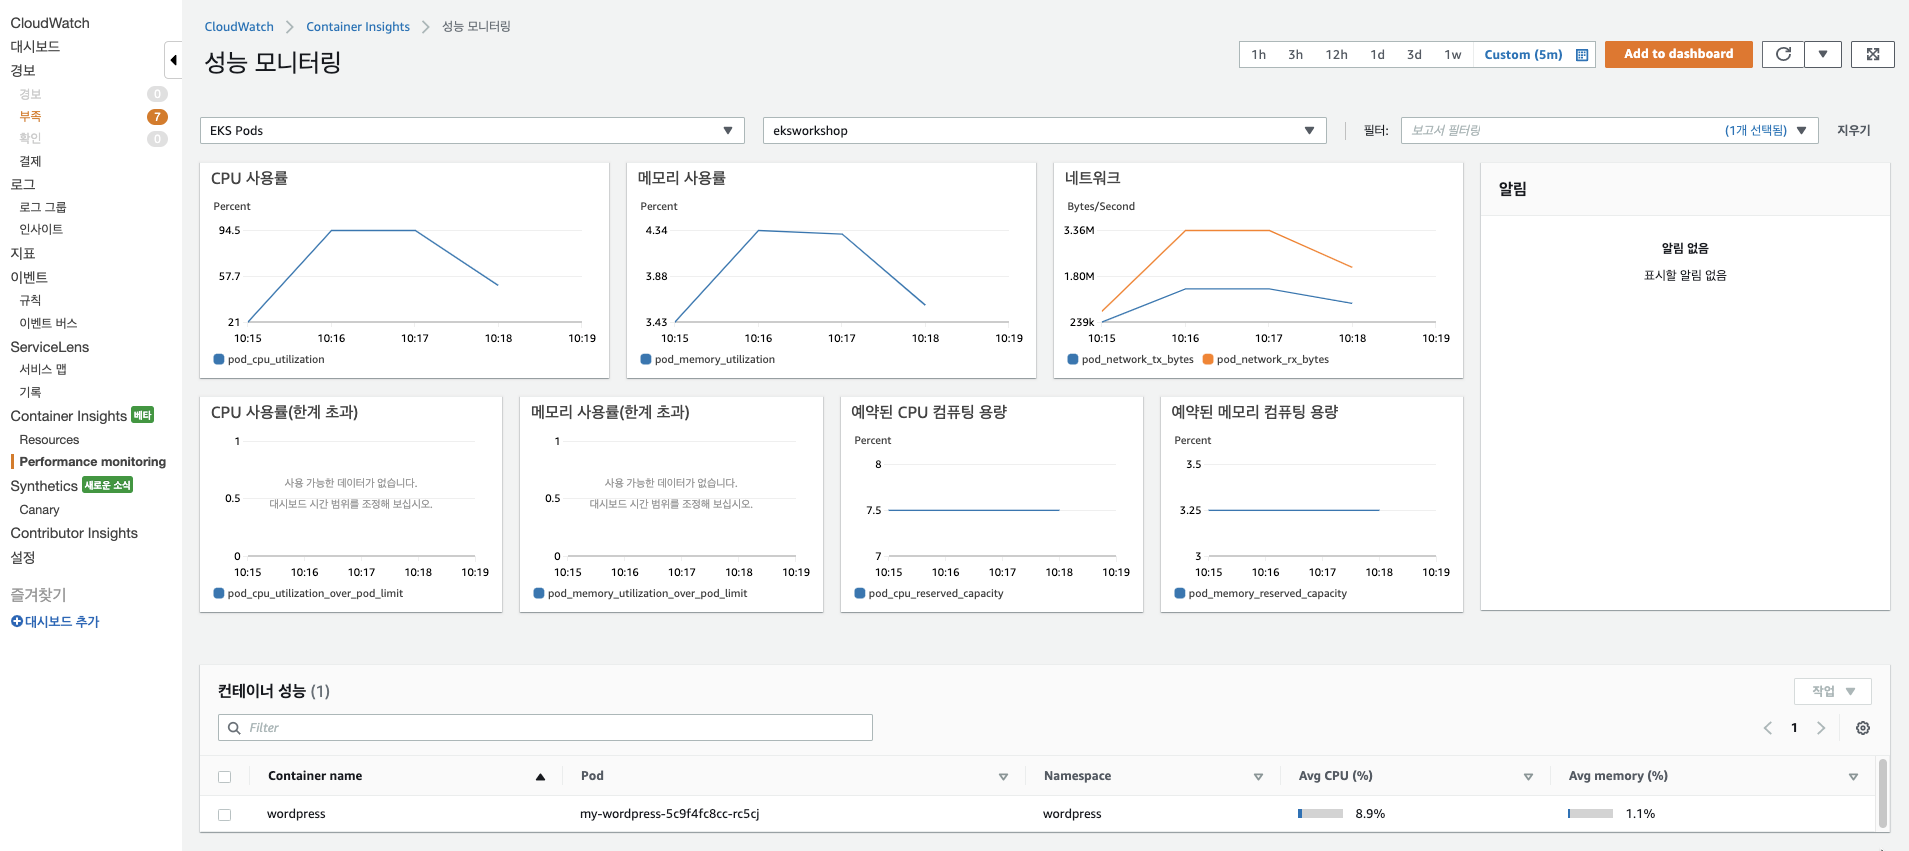 CloudWatch
대시보드
경보
경보 0
부족 7
확인 0
결제
로그
로그 그룹
인사이트
지표
이벤트
규칙
이벤트 버스
ServiceLens
서비스 맵
기록
Container Insights 베타
Resources
Performance monitoring
Synthetics 새로운 소식
Canary
Contributor Insights
설정
즐겨찾기
대시보드 추가
CloudWatch Container Insights 성능 모니터링
성능 모니터링
1h 3h 12h 1d 3d 1w Custom (5m) Add to dashboard
EKS Pods eksworkshop 필터: 보고서 필터링 (1개 선택됨) 지우기
CPU 사용률
Percent
94.5
57.7
21
10:15 10:16 10:17 10:18 10:19
pod_cpu_utilization
메모리 사용률
Percent
4.34
3.88
3.43
10:15 10:16 10:17 10:18 10:19
pod_memory_utilization
네트워크
Bytes/Second
3.36M
1.80M
239k
10:15 10:16 10:17 10:18 10:19
pod_network_tx_bytes pod_network_rx_bytes
알림
알림 없음
표시할 알림 없음
CPU 사용률(한계 초과)
1
0.5
0
사용 가능한 데이터가 없습니다.
대시보드 시간 범위를 조정해 보십시오.
10:15 10:16 10:17 10:18 10:19
pod_cpu_utilization_over_pod_limit
메모리 사용률(한계 초과)
1
0.5
0
사용 가능한 데이터가 없습니다.
대시보드 시간 범위를 조정해 보십시오.
10:15 10:16 10:17 10:18 10:19
pod_memory_utilization_over_pod_limit
예약된 CPU 컴퓨팅 용량
Percent
8
7.5
7
10:15 10:16 10:17 10:18 10:19
pod_cpu_reserved_capacity
예약된 메모리 컴퓨팅 용량
Percent
3.5
3.25
3
10:15 10:16 10:17 10:18 10:19
pod_memory_reserved_capacity
컨테이너 성능 (1)
작업
Filter
1
Container name Pod Namespace Avg CPU (%) Avg memory (%)
wordpress my-wordpress-5c9f4fc8cc-rc5cj wordpress 8.9% 1.1%